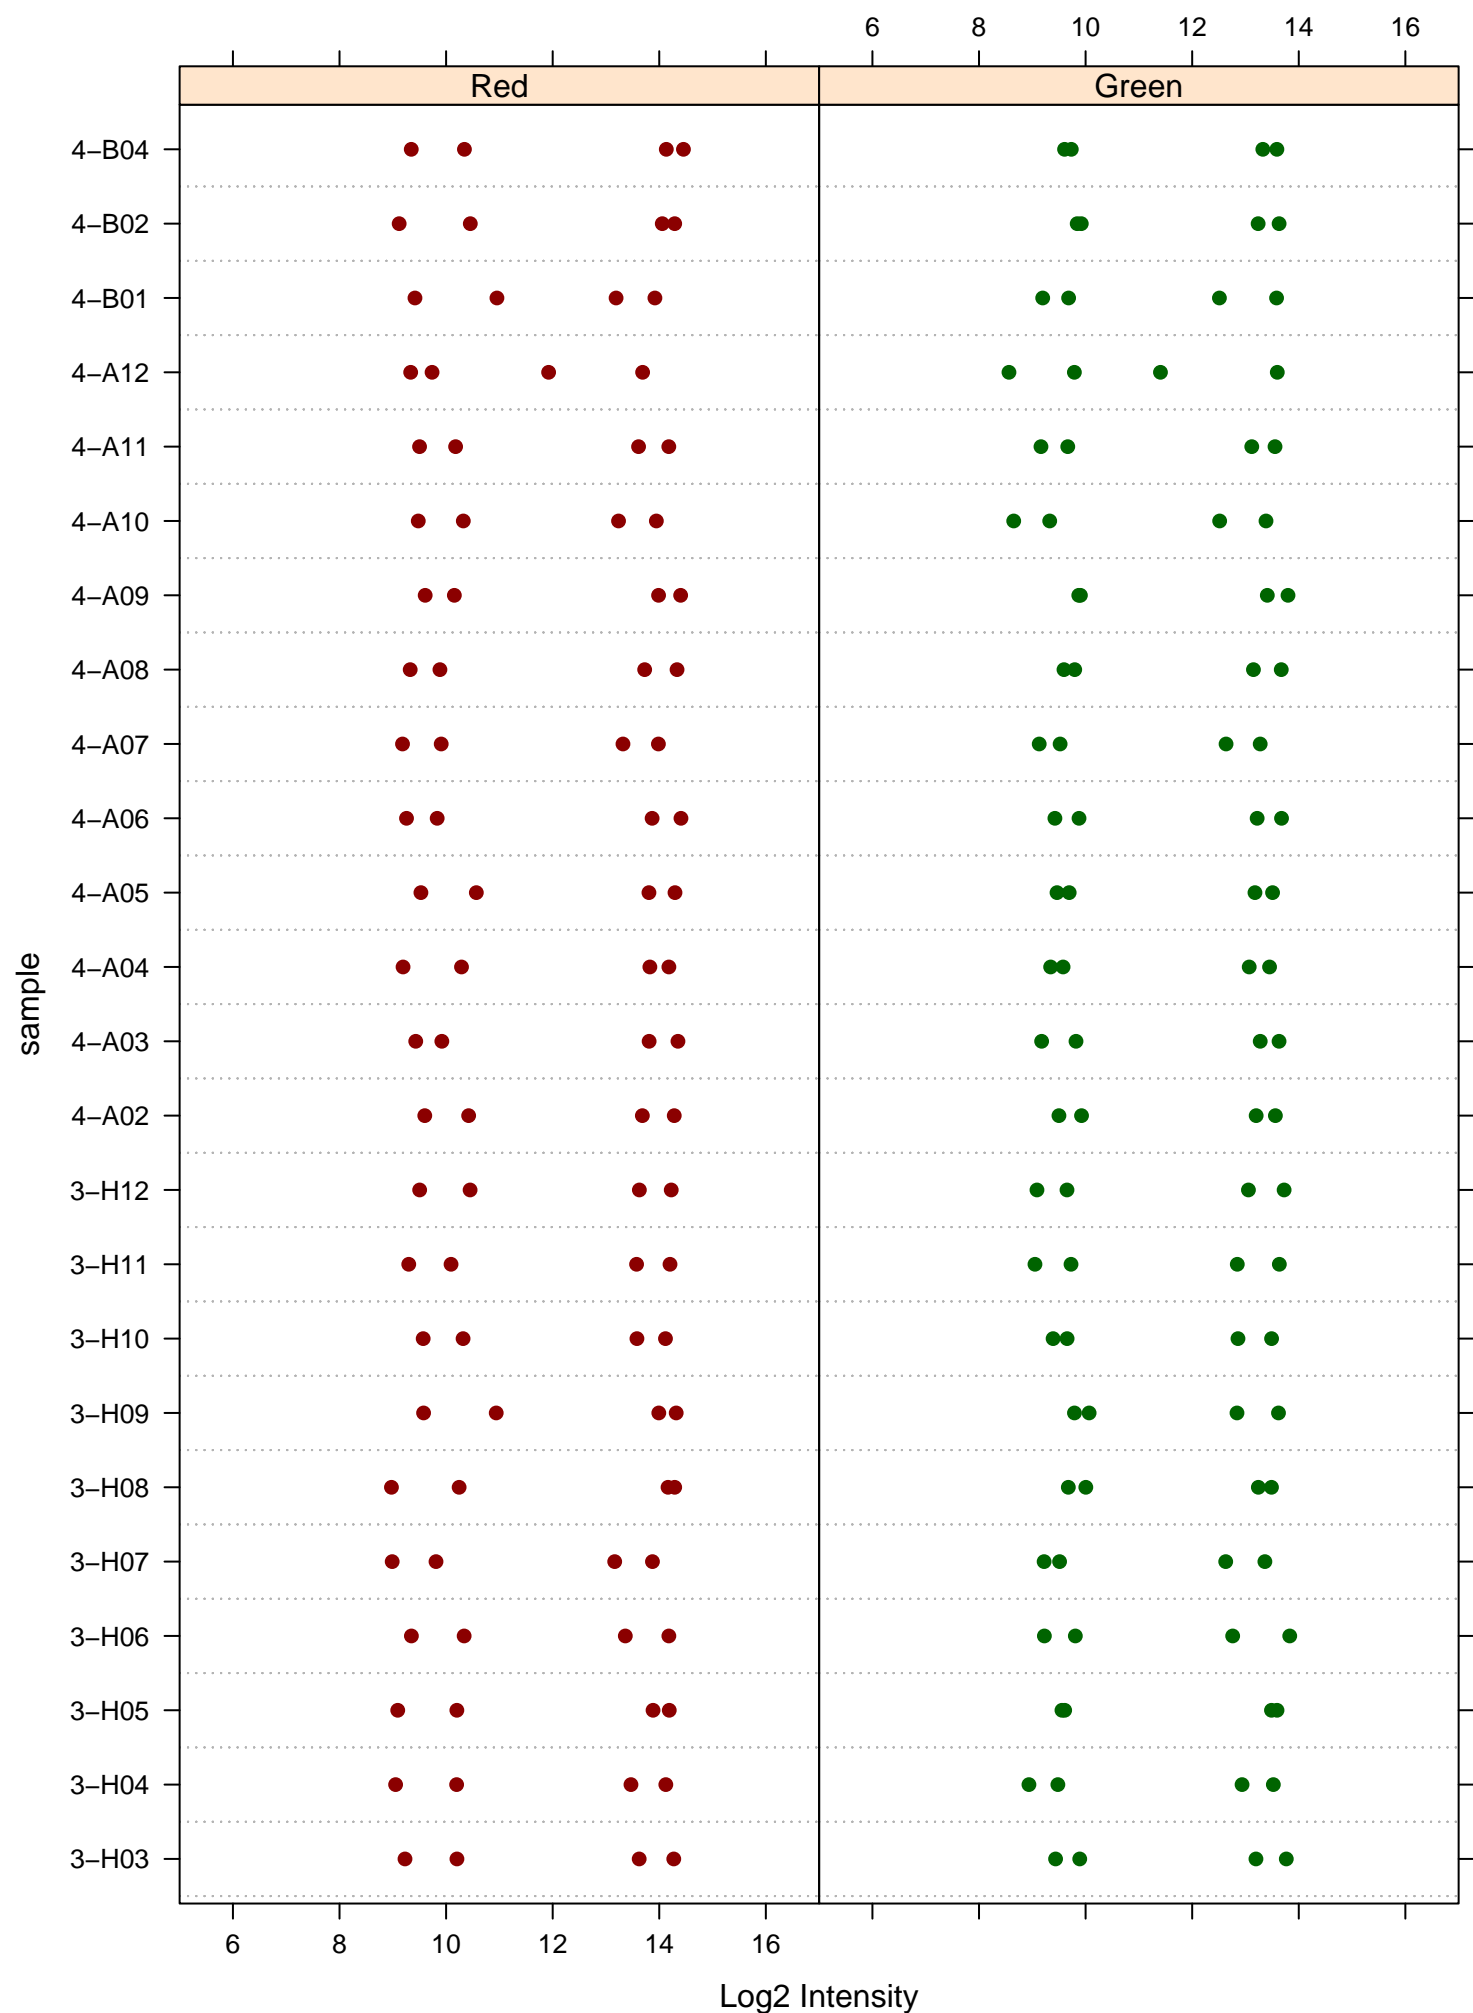 6 8 10 12 14 16
Red Green
4−B04
4−B02
4−B01
4−A12
4−A11
4−A10
4−A09
4−A08
4−A07
4−A06
4−A05
4−A04
4−A03
4−A02
3−H12
3−H11
3−H10
3−H09
3−H08
3−H07
3−H06
3−H05
3−H04
3−H03
sample
6 8 10 12 14 16
Log2 Intensity